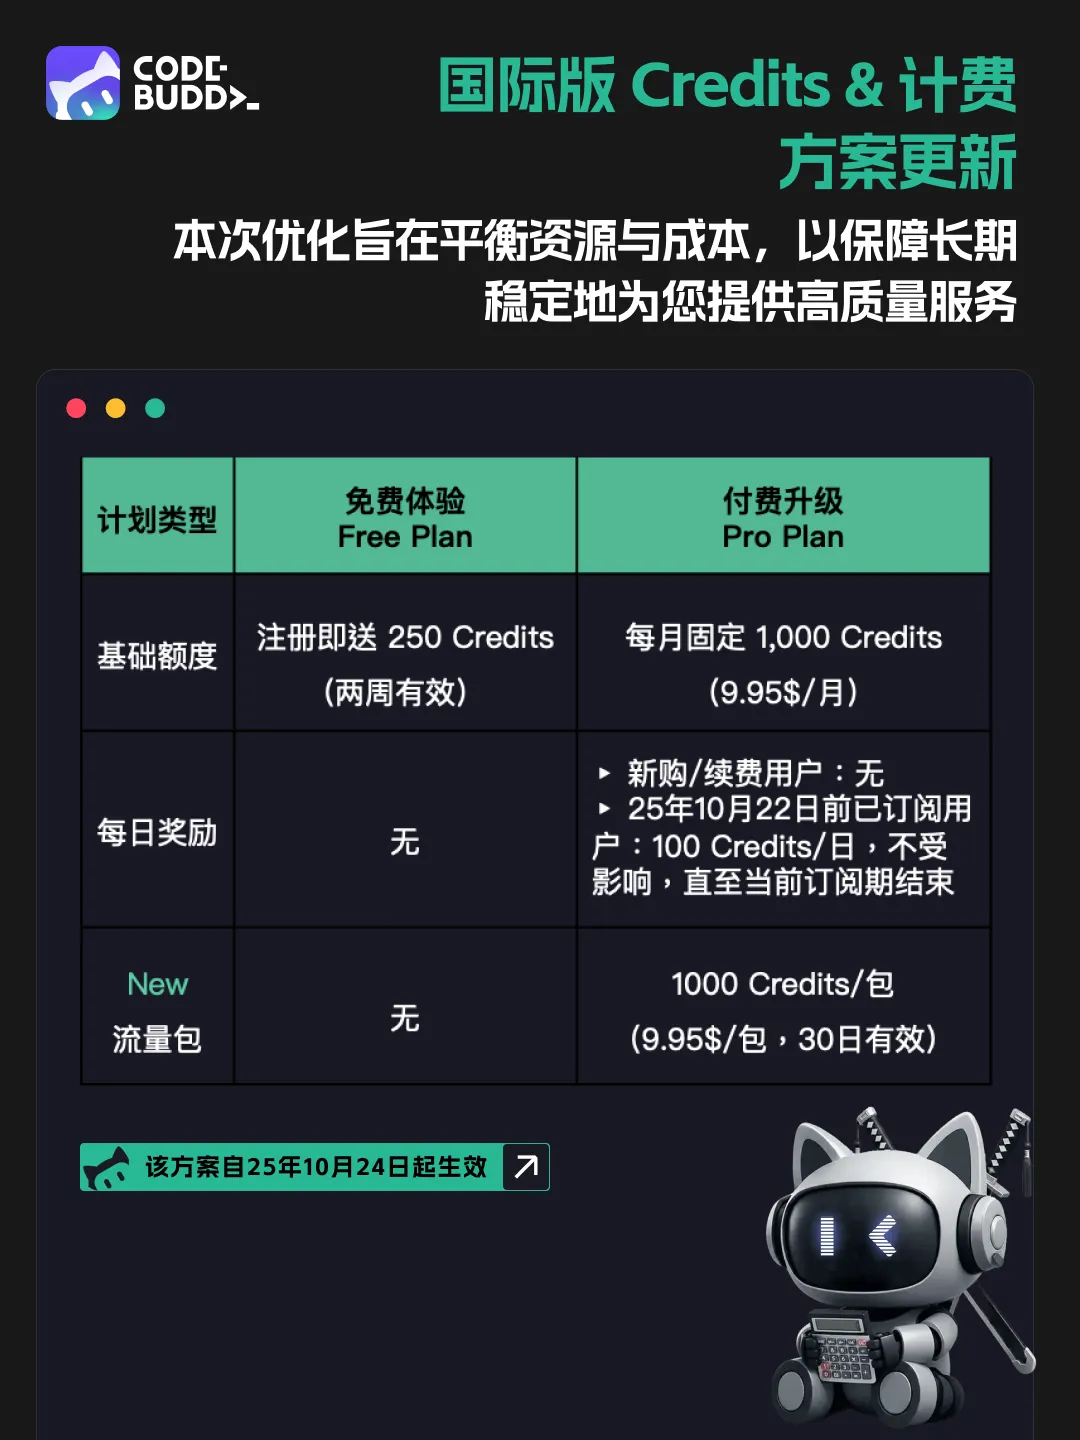 CODE-
BUDD>_
国际版 Credits & 计费
方案更新
本次优化旨在平衡资源与成本，以保障长期
稳定地为您提供高质量服务
计划类型
免费体验
Free Plan
付费升级
Pro Plan
基础额度
注册即送 250 Credits
（两周有效）
每月固定 1,000 Credits
（9.95$/月）
每日奖励
无
▸ 新购/续费用户：无
▸ 25年10月22日前已订阅用
户：100 Credits/日，不受
影响，直至当前订阅期结束
New
流量包
无
1000 Credits/包
（9.95$/包，30日有效）
该方案自25年10月24日起生效